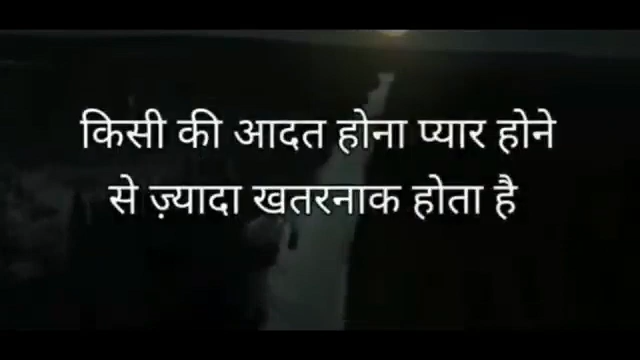 किसी की आदत होना प्यार होने
से ज़्यादा खतरनाक होता है